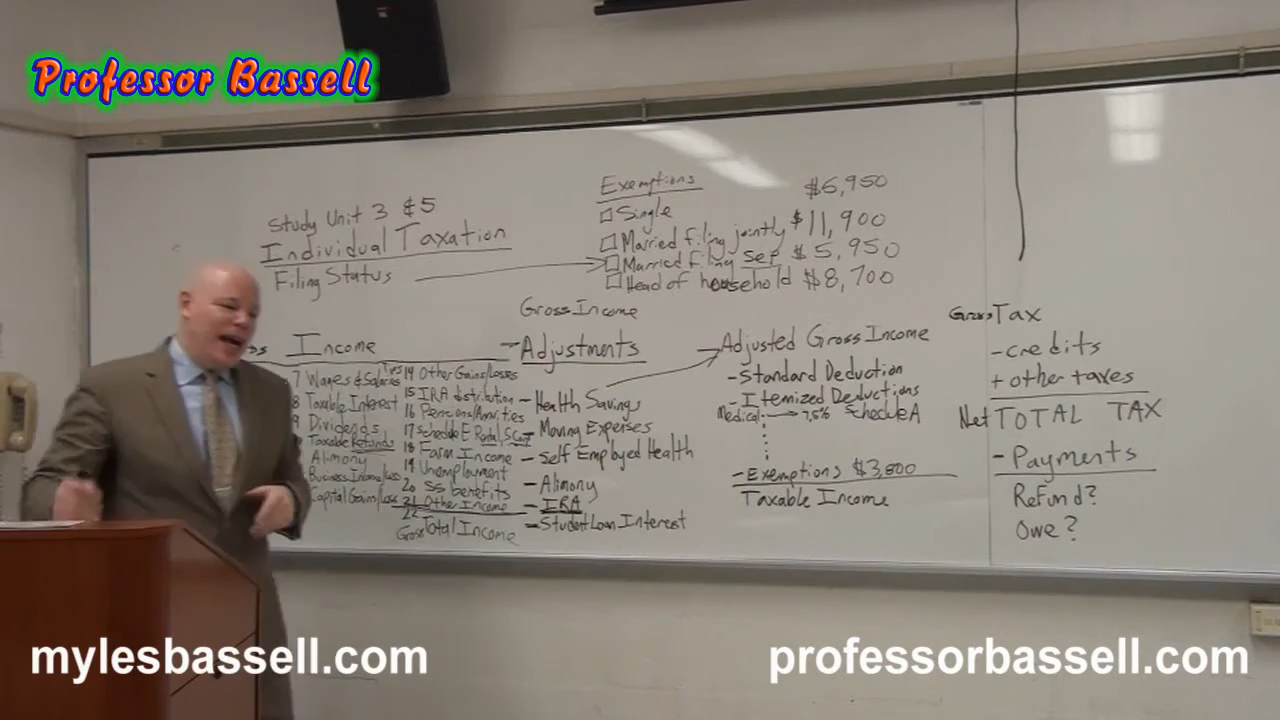 Professor Bassell
Study Unit 3 & 5
Individual Taxation
Filing Status
Exemptions
Single $5,950
Married filing jointly $11,900
Married filing sep $5,950
Head of household $8,700
Income
7 Wages & Salaries Tips
8 Taxable Interest
9 Dividends
Taxable Refunds
Alimony
Business Income/loss
Capital Gains/loss
14 Other Gains/Losses
15 IRA distribution
16 Pensions/Annuities
17 Schedule E Rental, S Corp
18 Farm Income
19 Unemployment
20 SS benefits
21 Other Income
22
Gross Total Income
Gross Income
- Adjustments
- Health Savings
- Moving Expenses
- Self Employed Health
- Alimony
- IRA
- Student Loan Interest
Adjusted Gross Income
- Standard Deduction
- Itemized Deductions
Medical 7.5% Schedule A
- Exemptions $3,800
Taxable Income
Gross Tax
- credits
+ other taxes
Net TOTAL TAX
- Payments
Refund?
Owe?
mylesbassell.com
professorbassell.com